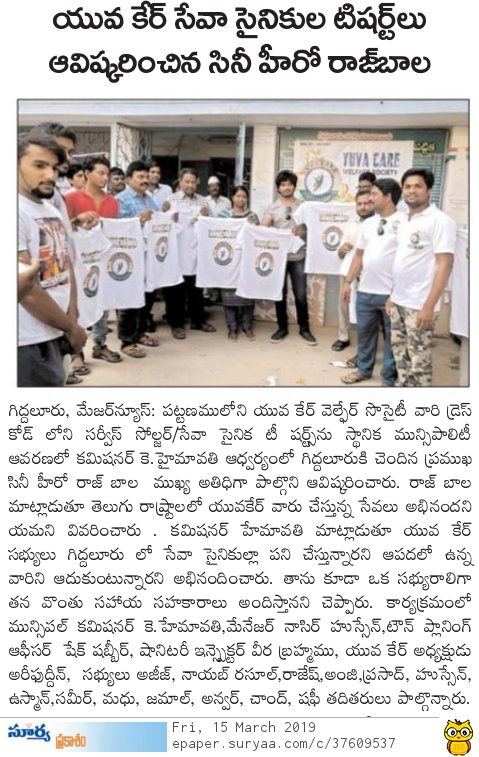 యువ కేర్ సేవా సైనికుల టిషర్ట్‌లు
ఆవిష్కరించిన సినీ హీరో రాజ్‌బాల
YUVA CARE
WELFARE SOCIETY
గిద్దలూరు, మేజర్‌న్యూస్: పట్టణములోని యువ కేర్ వెల్ఫేర్ సొసైటీ వారి డ్రెస్
కోడ్ లోని సర్వీస్ సోల్జర్/సేవా సైనిక టీ షర్ట్స్‌ను స్థానిక మున్సిపాలిటీ
ఆవరణలో కమిషనర్ కె.హైమావతి ఆధ్వర్యంలో గిద్దలూరుకి చెందిన ప్రముఖ
సినీ హీరో రాజ్ బాల ముఖ్య అతిధిగా పాల్గొని ఆవిష్కరించారు. రాజ్ బాల
మాట్లాడుతూ తెలుగు రాష్ట్రాలలో యువకేర్ వారు చేస్తున్న సేవలు అభినందని
యమని వివరించారు . కమిషనర్ హేమావతి మాట్లాడుతూ యువ కేర్
సభ్యులు గిద్దలూరు లో సేవా సైనికుల్లా పని చేస్తున్నారని ఆపదలో ఉన్న
వారిని ఆదుకుంటున్నారని అభినందించారు. తాను కూడా ఒక సభ్యురాలిగా
తన వొంతు సహాయ సహకారాలు అందిస్తానని చెప్పారు. కార్యక్రమంలో
మున్సిపల్ కమిషనర్ కె.హేమావతి,మేనేజర్ నాసిర్ హుస్సేన్,టౌన్ ప్లానింగ్
ఆఫీసర్ షేక్ షబ్బీర్, షానిటరీ ఇన్స్పెక్టర్ వీర బ్రహ్మము, యువ కేర్ అధ్యక్షుడు
అరీఫుద్దీన్, సభ్యులు అజీజ్, నాయబ్ రసూల్,రాజేష్,అంజి,ప్రసాద్, హుస్సేన్,
ఉస్మాన్,సమీర్, మధు, జమాల్, అన్వర్, చాంద్, షఫీ తదితరులు పాల్గొన్నారు.
సూర్య
ప్రకాశం
Fri, 15 March 2019
epaper.suryaa.com/c/37609537